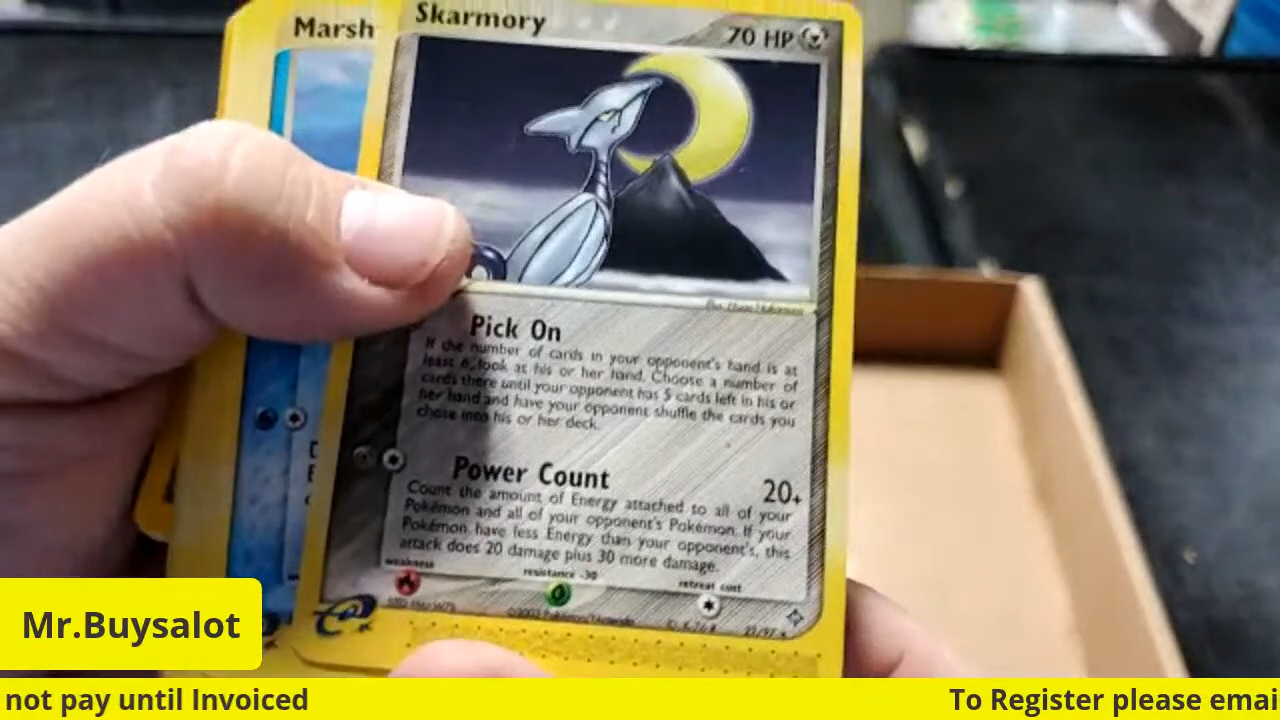 Marsh
Skarmory
70 HP
Pick On
If the number of cards in your opponent's hand is at
least 6, look at his or her hand. Choose a number of
cards there until your opponent has 5 cards left in his or
her hand and have your opponent shuffle the cards you
chose into his or her deck.
Power Count
20+
Count the amount of Energy attached to all of your
Pokémon and all of your opponent's Pokémon. If your
Pokémon have less Energy than your opponent's, this
attack does 20 damage plus 30 more damage.
weakness
resistance -30
retreat cost
Mr.Buysalot
not pay until Invoiced
To Register please emai